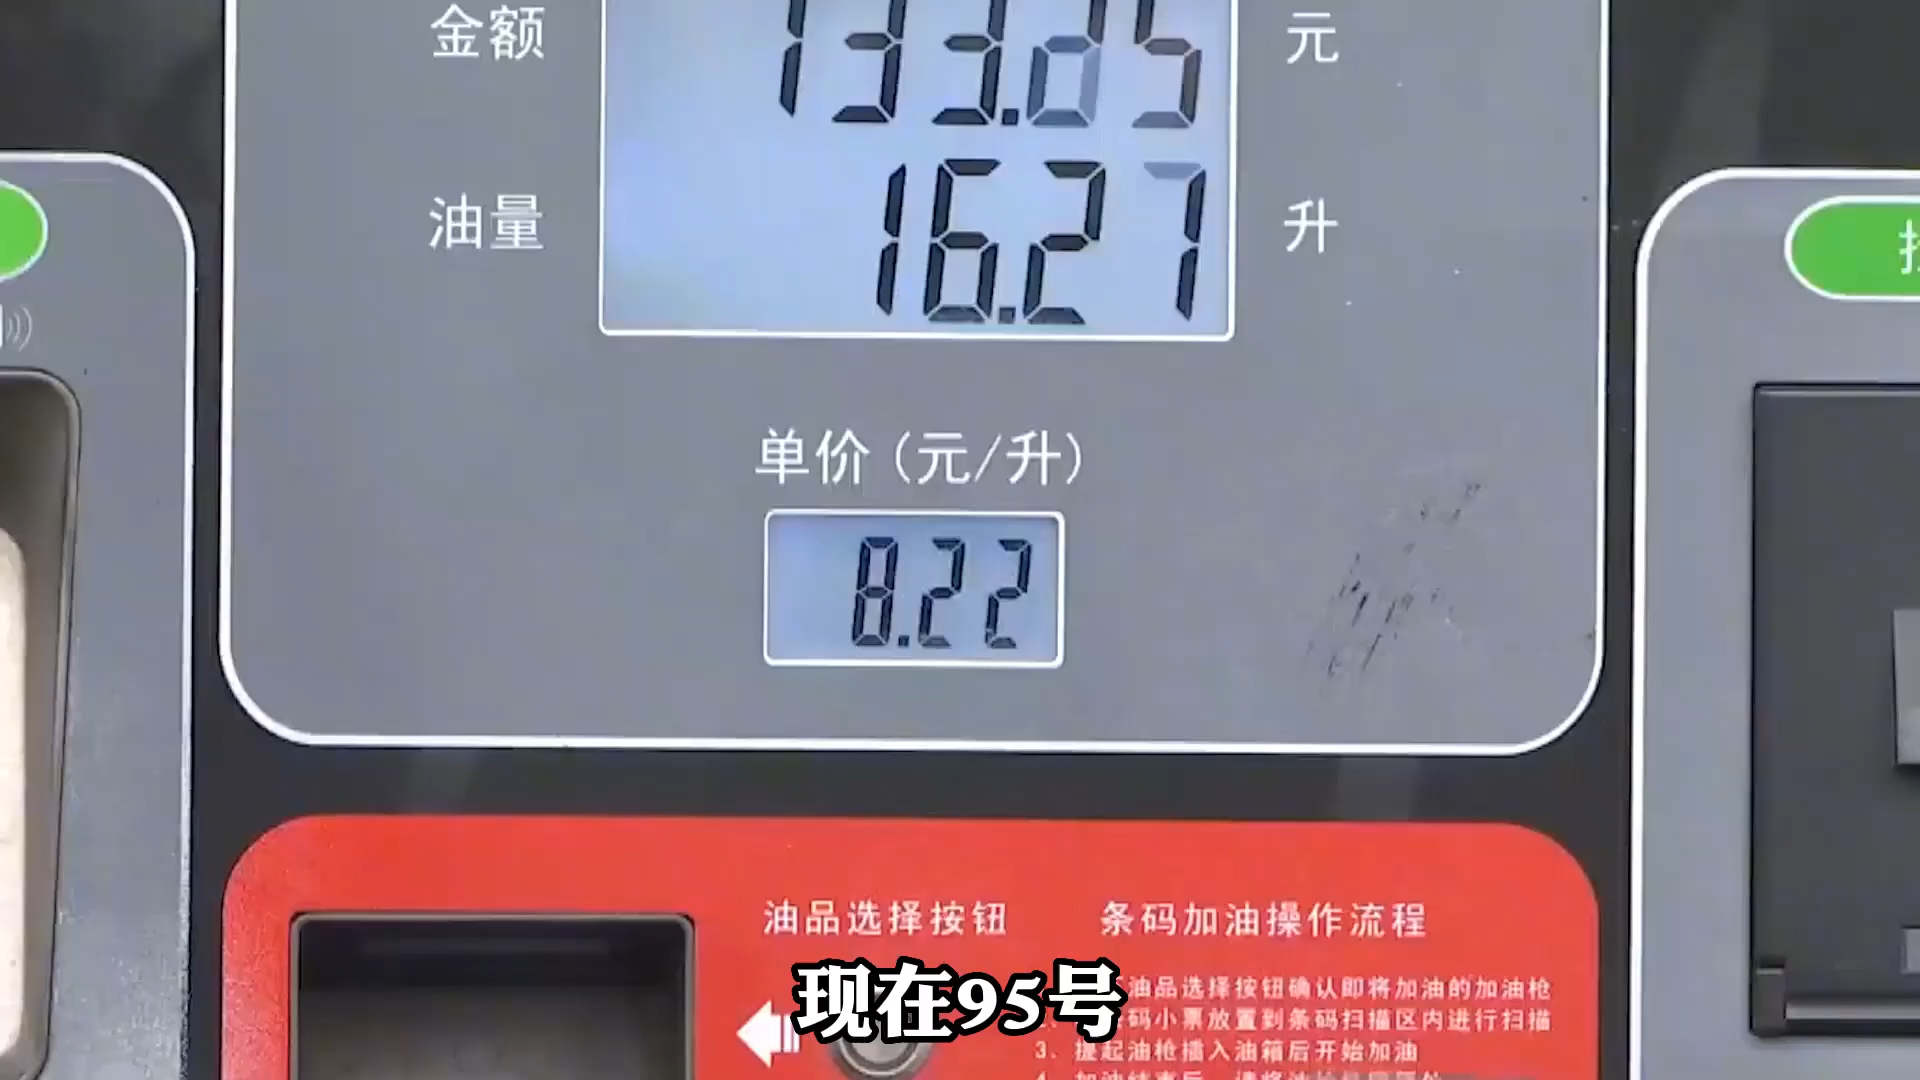 金额 元
油量 16.27 升
单价(元/升)
8.22
油品选择按钮 条码加油操作流程
油品选择按钮确认即将加油的加油枪
码小票放置到条码扫描区内进行扫描
3. 提起油枪插入油箱后开始加油
现在95号